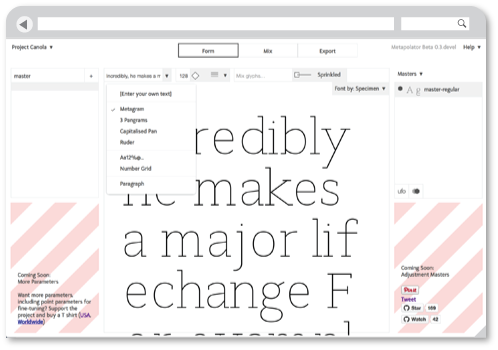 Project Canola
Form
Mix
Export
Metapolator Beta 0.3 devel
Help
master
+
Incredibly, he makes a m
128
Mix glyphs...
Sprinkled
Masters
Font by: Specimen
[Enter your own text]
Metagram
3 Pangrams
Capitalised Pan
Ruder
Number Grid
Paragraph
master-regular
ufo
redibly
he makes
a major lif
echange F
Coming Soon:
More Parameters
Want more parameters,
including point parameters for
fine-tuning? Support the
project and buy a T shirt (USA,
Worldwide)
Coming Soon:
Adjustment Masters
Pin it
Tweet
Star
Watch 42